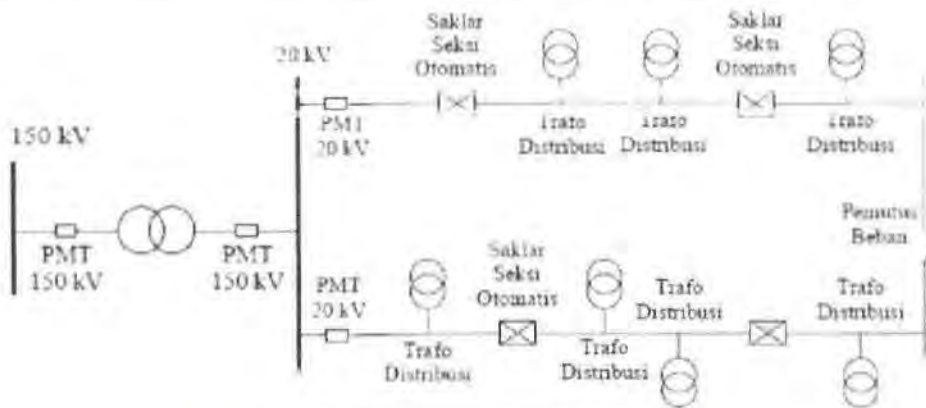 Saklar
Seksi
Otomatis
Saklar
Seksi
Otomatis
20 kV
PMT
20 kV
Trafo
Distribusi
Trafo
Distribusi
Trafo
Distribusi
150 kV
PMT
150 kV
PMT
150 kV
Pemutus
Beban
PMT
20 kV
Saklar
Seksi
Otomatis
Trafo
Distribusi
Trafo
Distribusi
Trafo
Distribusi
Trafo
Distribusi